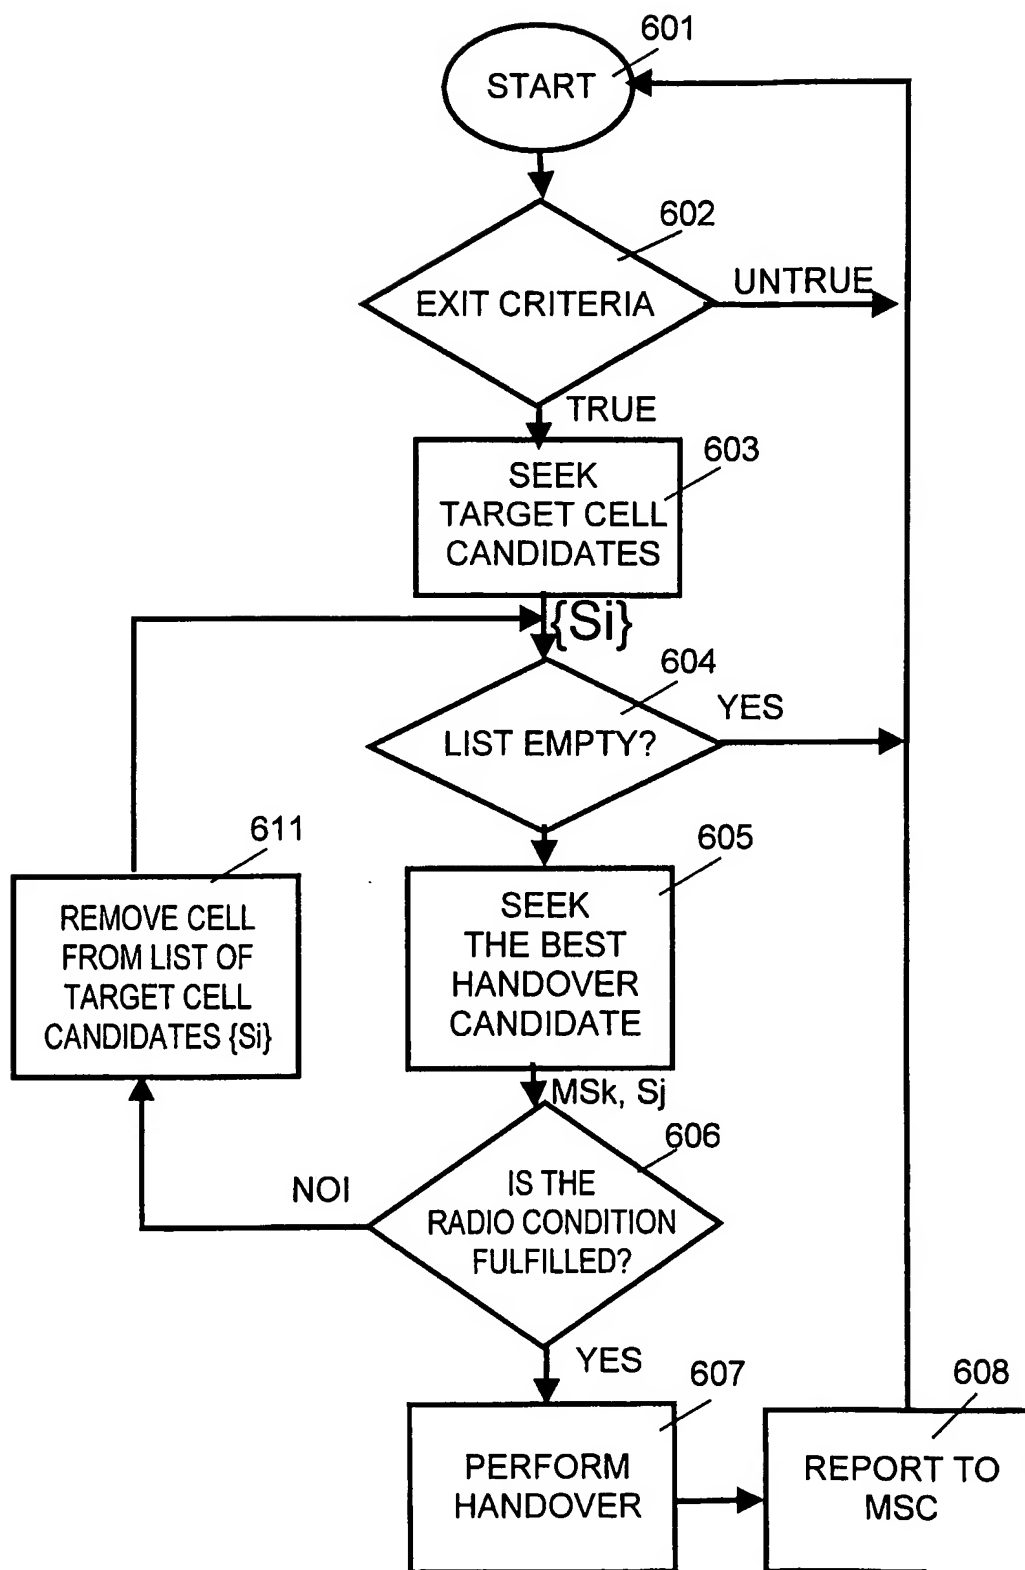 601
START
602
EXIT CRITERIA
UNTRUE
TRUE
603
SEEK
TARGET CELL
CANDIDATES
{Si}
604
LIST EMPTY?
YES
611
REMOVE CELL
FROM LIST OF
TARGET CELL
CANDIDATES {Si}
605
SEEK
THE BEST
HANDOVER
CANDIDATE
MSk, Sj
606
NOI
IS THE
RADIO CONDITION
FULFILLED?
YES
607
PERFORM
HANDOVER
608
REPORT TO
MSC